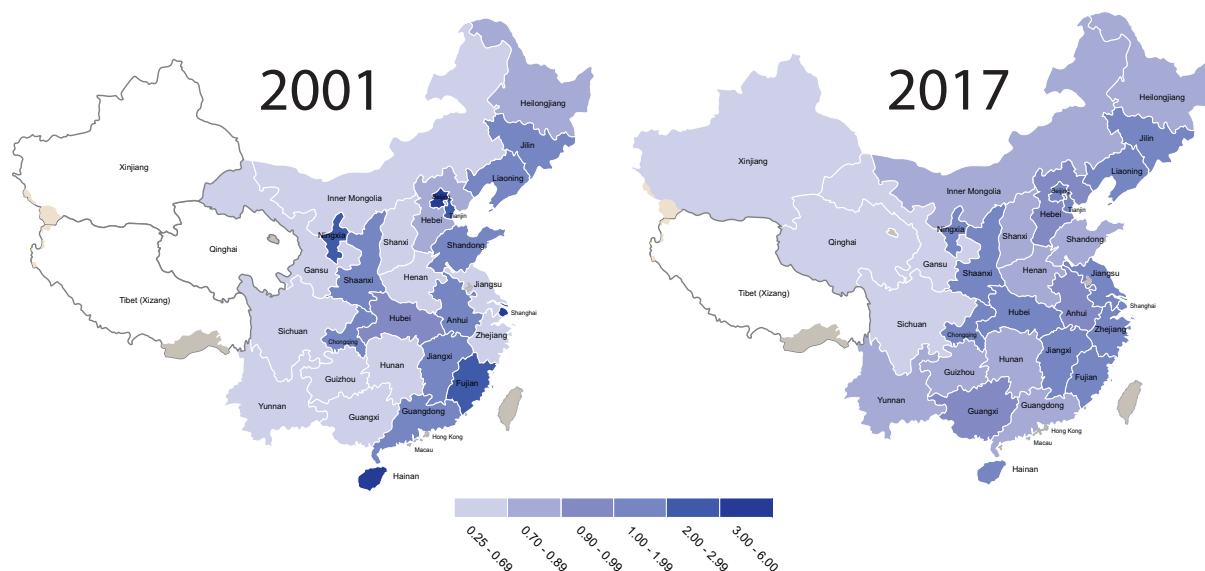 2001
Heilongjiang
Jilin
Liaoning
Xinjiang
Inner Mongolia
Tianjin
Hebei
Ningxia
Shanxi
Shandong
Qinghai
Gansu
Shaanxi
Henan
Jiangsu
Tibet (Xizang)
Shanghai
Hubei
Anhui
Sichuan
Zhejiang
Chongqing
Jiangxi
Hunan
Guizhou
Fujian
Yunnan
Guangxi
Guangdong
Hong Kong
Macau
Hainan
2017
Heilongjiang
Jilin
Liaoning
Xinjiang
Inner Mongolia
Beijing
Tianjin
Hebei
Ningxia
Shanxi
Shandong
Qinghai
Gansu
Shaanxi
Henan
Jiangsu
Tibet (Xizang)
Shanghai
Hubei
Anhui
Sichuan
Zhejiang
Chongqing
Jiangxi
Hunan
Guizhou
Fujian
Yunnan
Guangxi
Guangdong
Hong Kong
Macau
Hainan
0.25 - 0.69
0.70 - 0.89
0.90 - 0.99
1.00 - 1.99
2.00 - 2.99
3.00 - 6.00